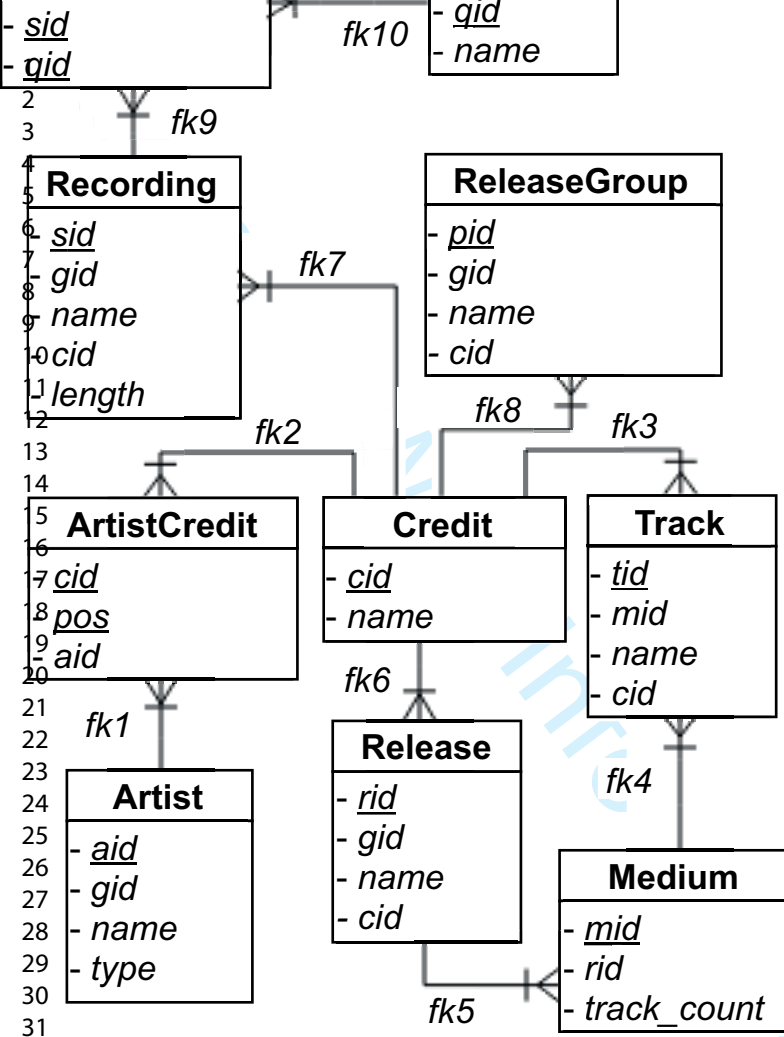 - sid
- qid
fk10
- qid
- name
fk9
Recording
- sid
- gid
- name
- cid
- length
fk7
ReleaseGroup
- pid
- gid
- name
- cid
fk2
fk8
fk3
ArtistCredit
- cid
- pos
- aid
Credit
- cid
- name
Track
- tid
- mid
- name
- cid
fk1
fk6
fk4
Artist
- aid
- gid
- name
- type
Release
- rid
- gid
- name
- cid
fk5
Medium
- mid
- rid
- track_count
1
2
3
4
5
6
7
8
9
10
11
12
13
14
15
16
17
18
19
20
21
22
23
24
25
26
27
28
29
30
31